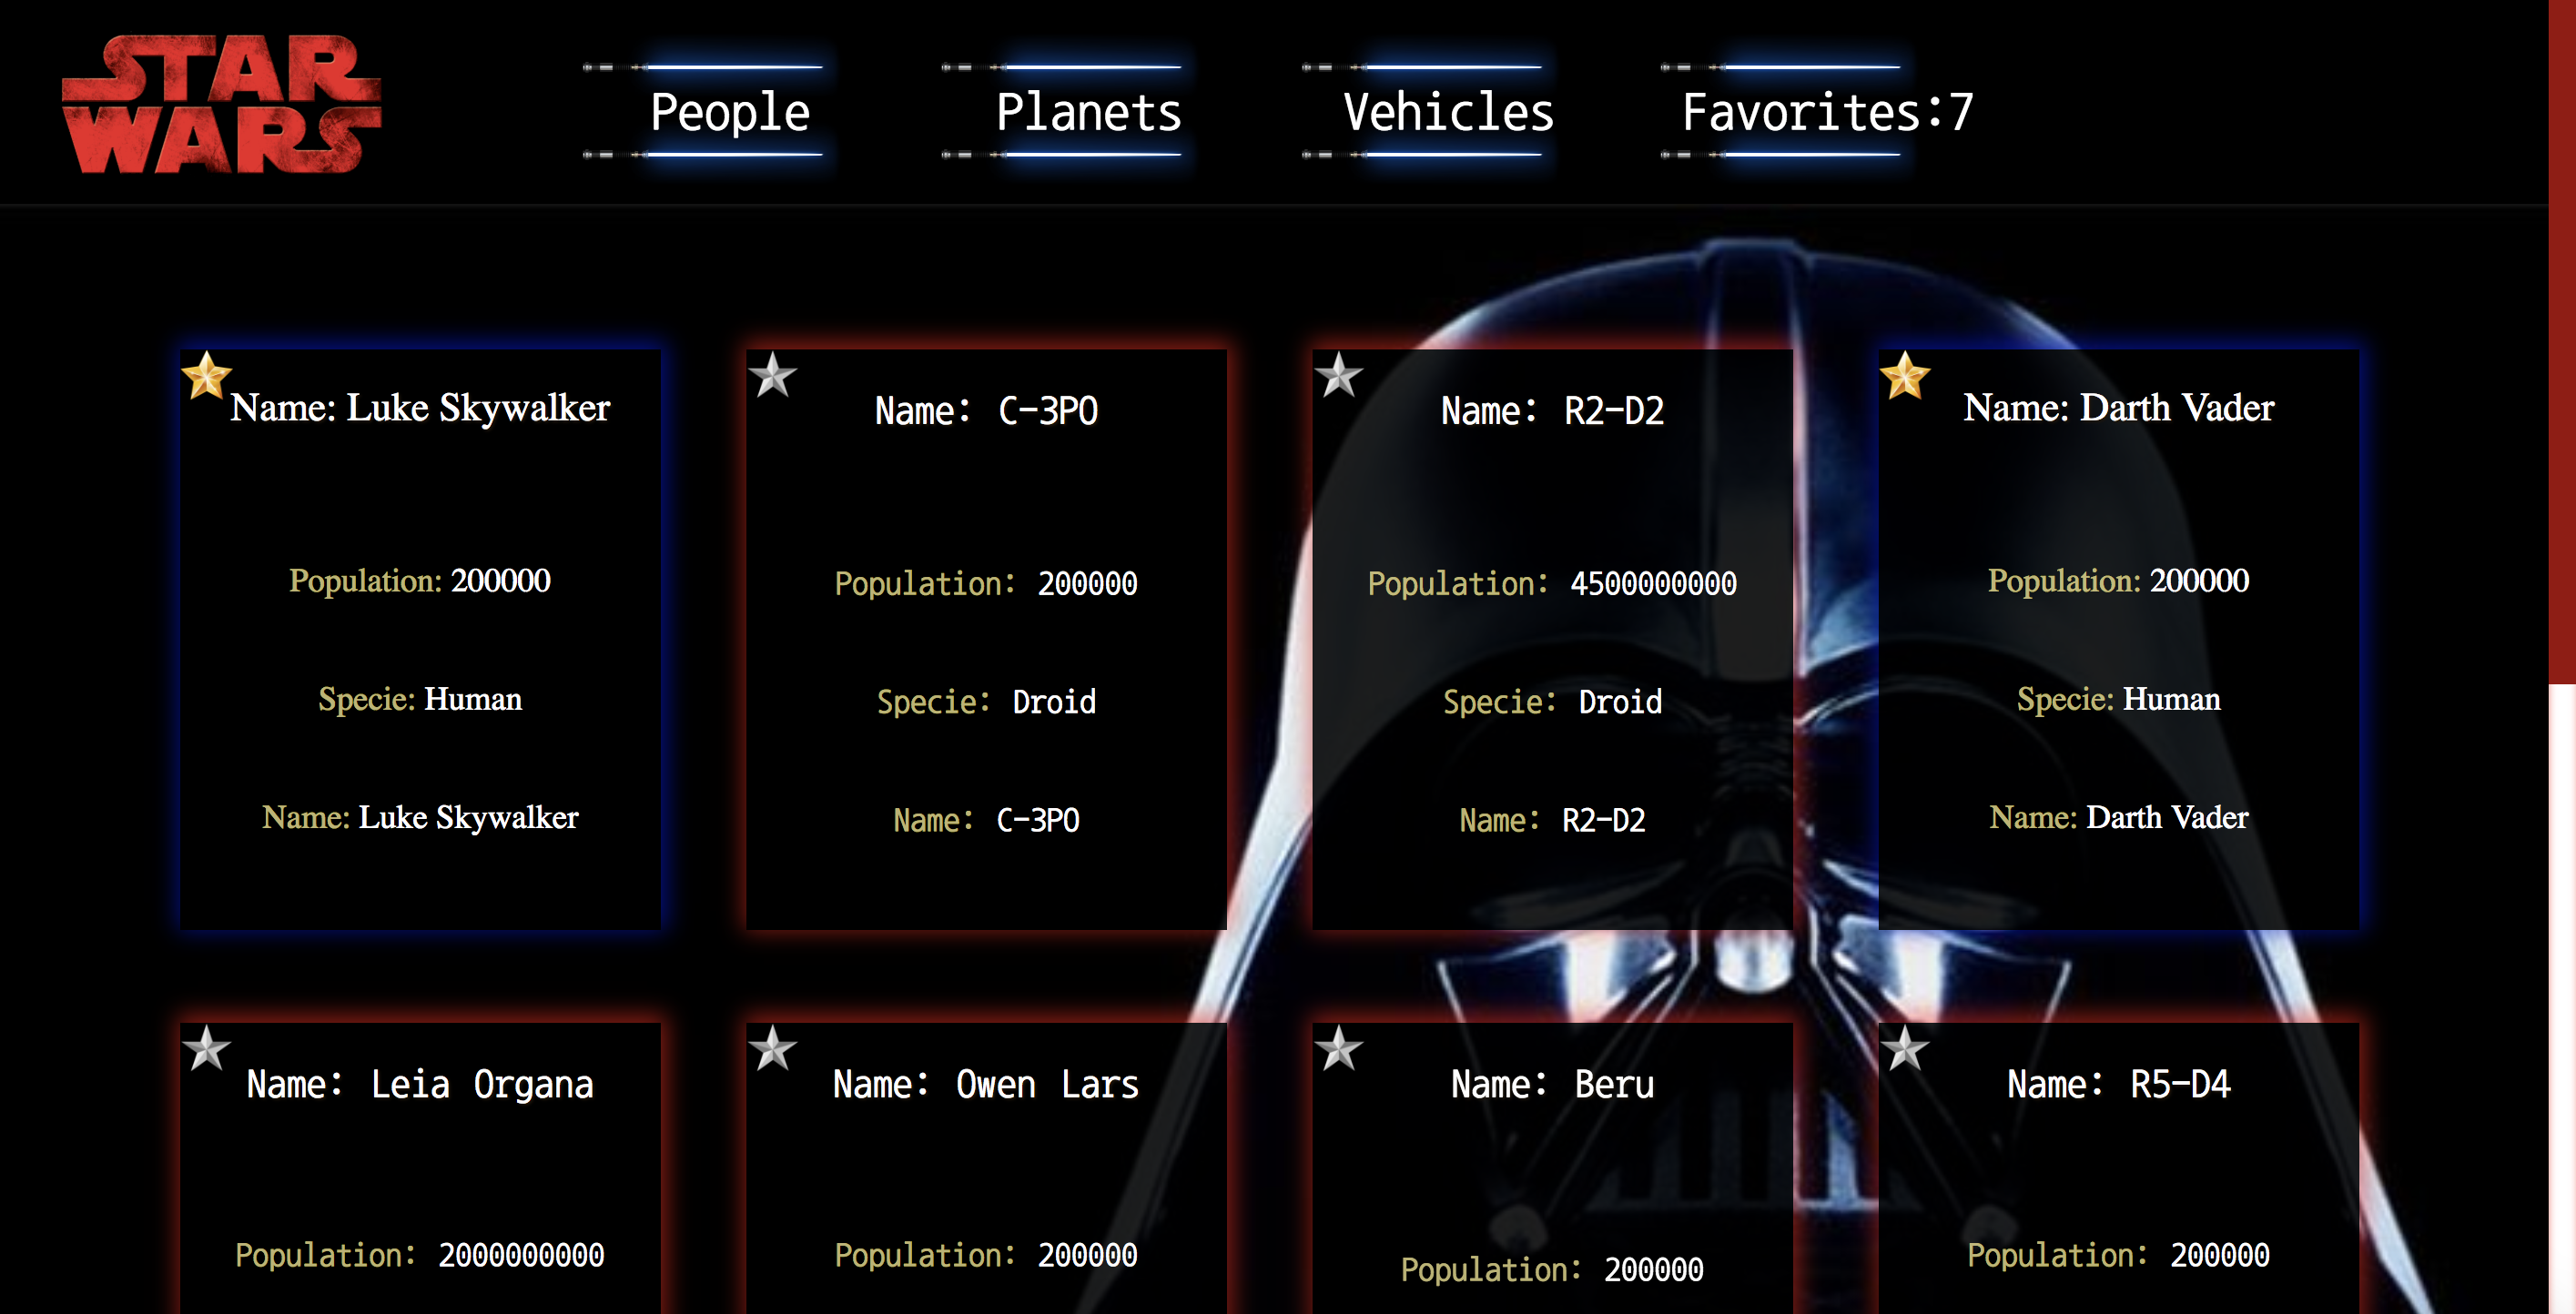 STAR
WARS
People
Planets
Vehicles
Favorites:7
Name: Luke Skywalker
Population: 200000
Specie: Human
Name: Luke Skywalker
Name: C-3PO
Population: 200000
Specie: Droid
Name: C-3PO
Name: R2-D2
Population: 4500000000
Specie: Droid
Name: R2-D2
Name: Darth Vader
Population: 200000
Specie: Human
Name: Darth Vader
Name: Leia Organa
Population: 2000000000
Name: Owen Lars
Population: 200000
Name: Beru
Population: 200000
Name: R5-D4
Population: 200000